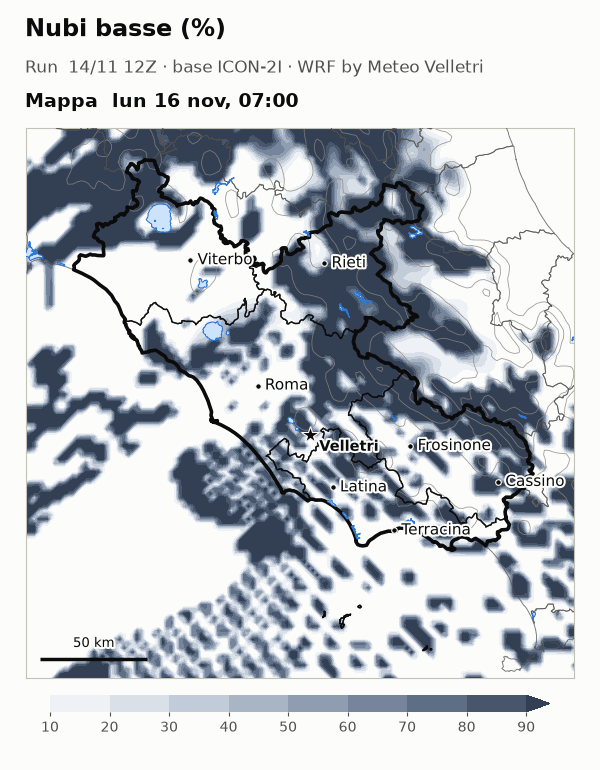 Nubi basse (%)
Run  14/11 12Z · base ICON-2I · WRF by Meteo Velletri
Mappa  lun 16 nov, 07:00
Viterbo
Rieti
Roma
Velletri
Frosinone
Cassino
Latina
Terracina
50 km
10 20 30 40 50 60 70 80 90